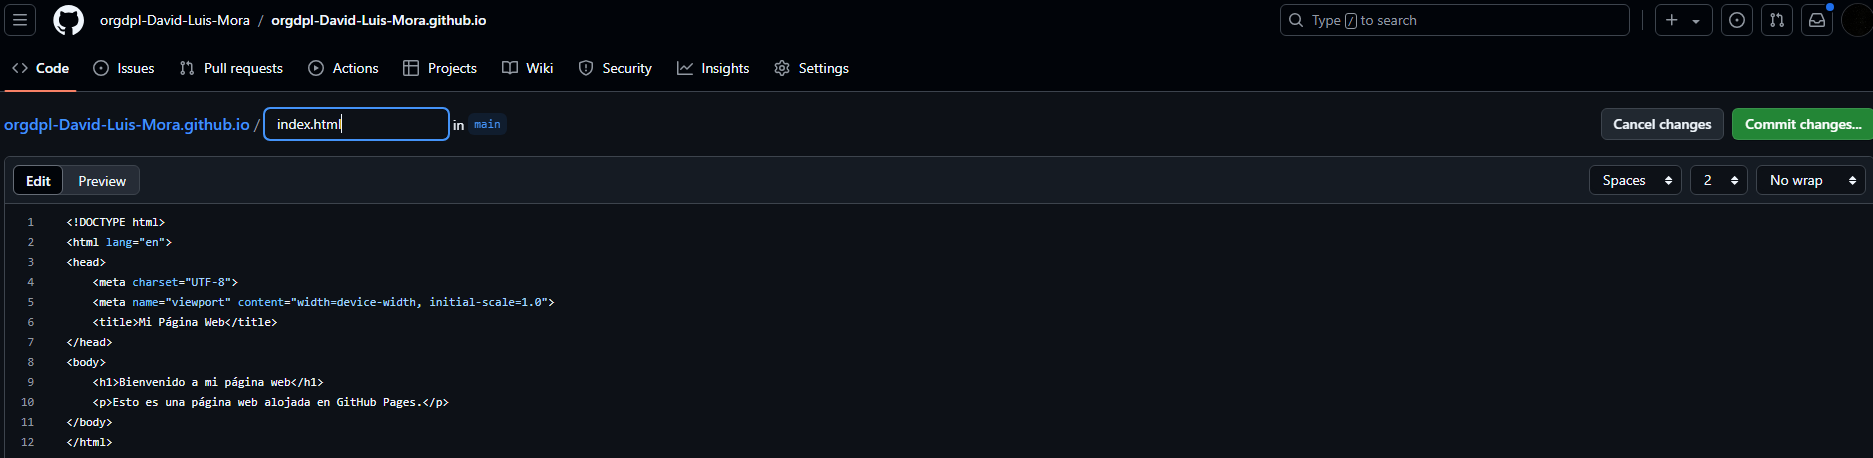 orgdpl-David-Luis-Mora / orgdpl-David-Luis-Mora.github.io Type / to search
Code Issues Pull requests Actions Projects Wiki Security Insights Settings
orgdpl-David-Luis-Mora.github.io / index.html in main Cancel changes Commit changes...
Edit Preview Spaces 2 No wrap
1 <!DOCTYPE html>
2 <html lang="en">
3 <head>
4 <meta charset="UTF-8">
5 <meta name="viewport" content="width=device-width, initial-scale=1.0">
6 <title>Mi Página Web</title>
7 </head>
8 <body>
9 <h1>Bienvenido a mi página web</h1>
10 <p>Esto es una página web alojada en GitHub Pages.</p>
11 </body>
12 </html>